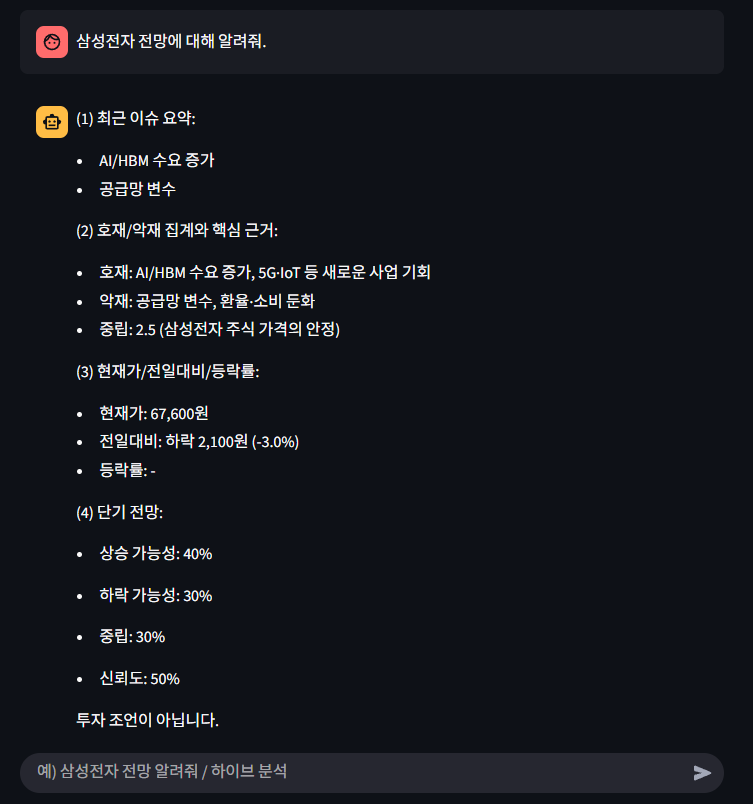 삼성전자 전망에 대해 알려줘.
(1) 최근 이슈 요약:
• AI/HBM 수요 증가
• 공급망 변수
(2) 호재/악재 집계와 핵심 근거:
• 호재: AI/HBM 수요 증가, 5G·IoT 등 새로운 사업 기회
• 악재: 공급망 변수, 환율·소비 둔화
• 중립: 2.5 (삼성전자 주식 가격의 안정)
(3) 현재가/전일대비/등락률:
• 현재가: 67,600원
• 전일대비: 하락 2,100원 (-3.0%)
• 등락률: -
(4) 단기 전망:
• 상승 가능성: 40%
• 하락 가능성: 30%
• 중립: 30%
• 신뢰도: 50%
투자 조언이 아닙니다.
예) 삼성전자 전망 알려줘 / 하이브 분석